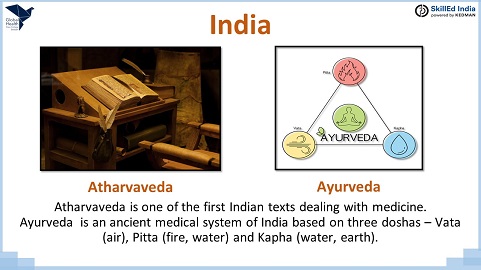 Global
Health
SkillEd India
powered by KEDMAN
India
Pitta
Vata
Kapha
AYURVEDA
Atharvaveda
Ayurveda
Atharvaveda is one of the first Indian texts dealing with medicine.
Ayurveda is an ancient medical system of India based on three doshas – Vata
(air), Pitta (fire, water) and Kapha (water, earth).